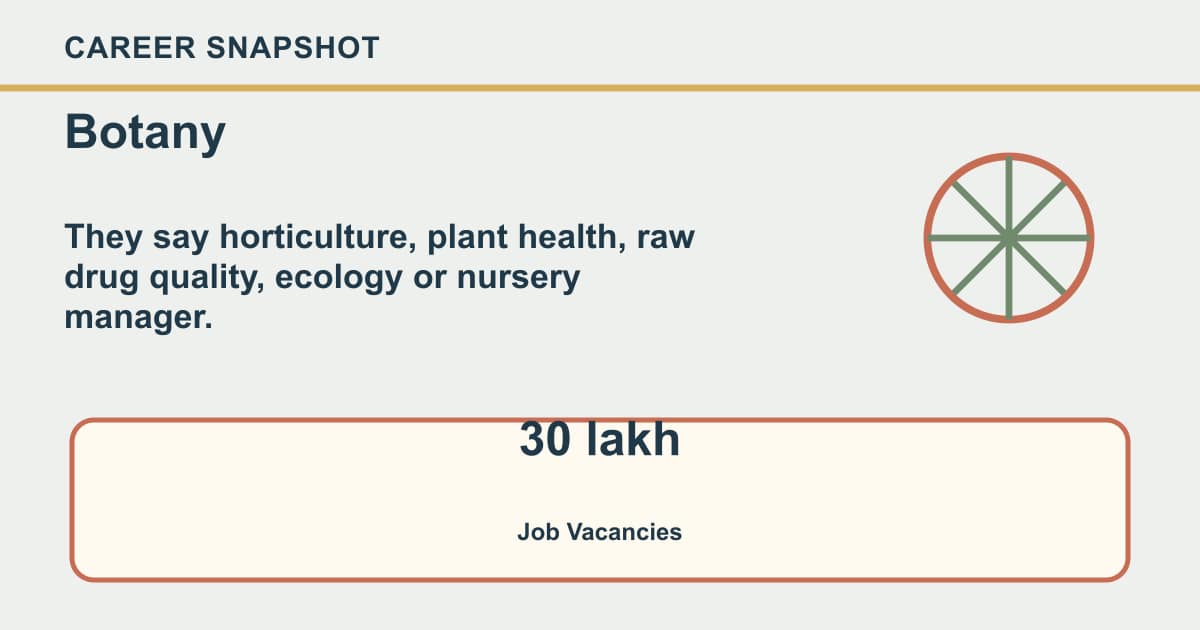 CAREER SNAPSHOT
Botany
They say horticulture, plant health, raw
drug quality, ecology or nursery
manager.
30 lakh
Job Vacancies